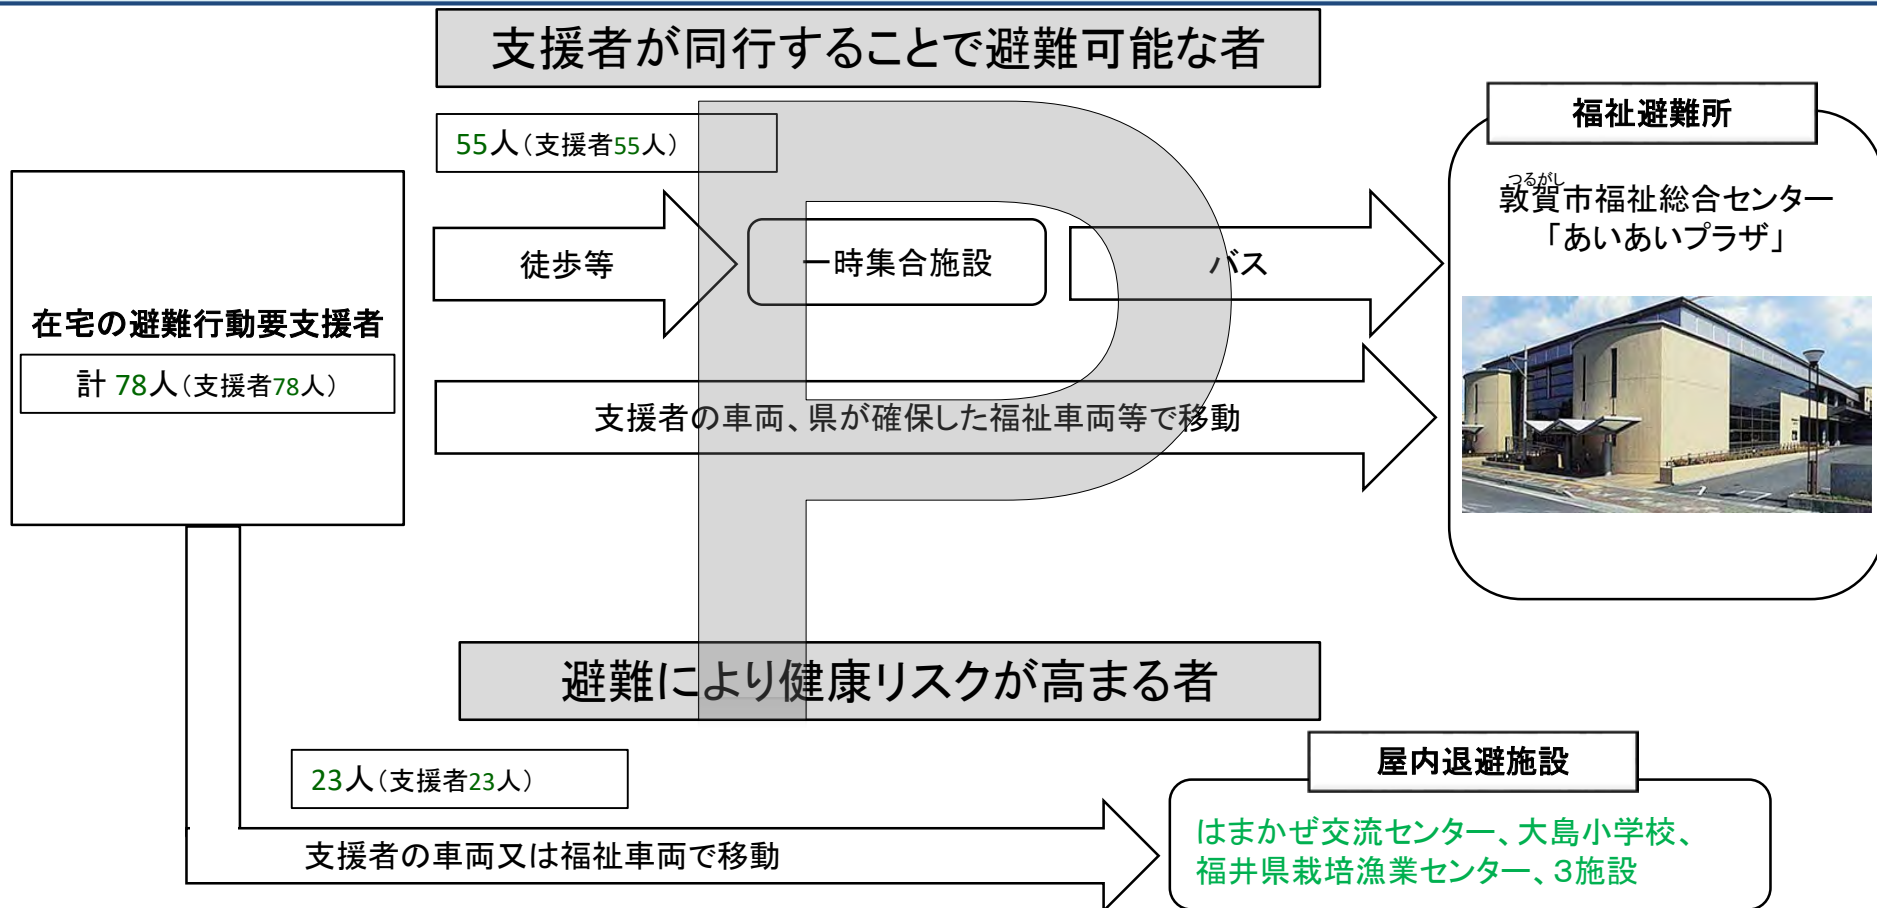 支援者が同行することで避難可能な者
55人（支援者55人）
福祉避難所
つるがし
敦賀市福祉総合センター
「あいあいプラザ」
徒歩等
一時集合施設
バス
在宅の避難行動要支援者
計 78人（支援者78人）
支援者の車両、県が確保した福祉車両等で移動
P
避難により健康リスクが高まる者
23人（支援者23人）
屋内退避施設
支援者の車両又は福祉車両で移動
はまかぜ交流センター、大島小学校、
福井県栽培漁業センター、3施設